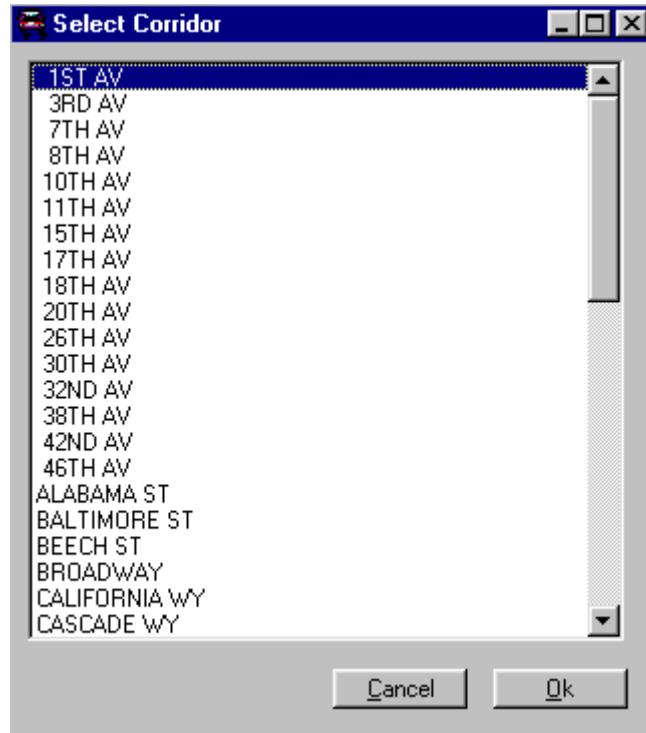 Select Corridor
1ST AV
3RD AV
7TH AV
8TH AV
10TH AV
11TH AV
15TH AV
17TH AV
18TH AV
20TH AV
26TH AV
30TH AV
32ND AV
38TH AV
42ND AV
46TH AV
ALABAMA ST
BALTIMORE ST
BEECH ST
BROADWAY
CALIFORNIA WY
CASCADE WY
Cancel Ok